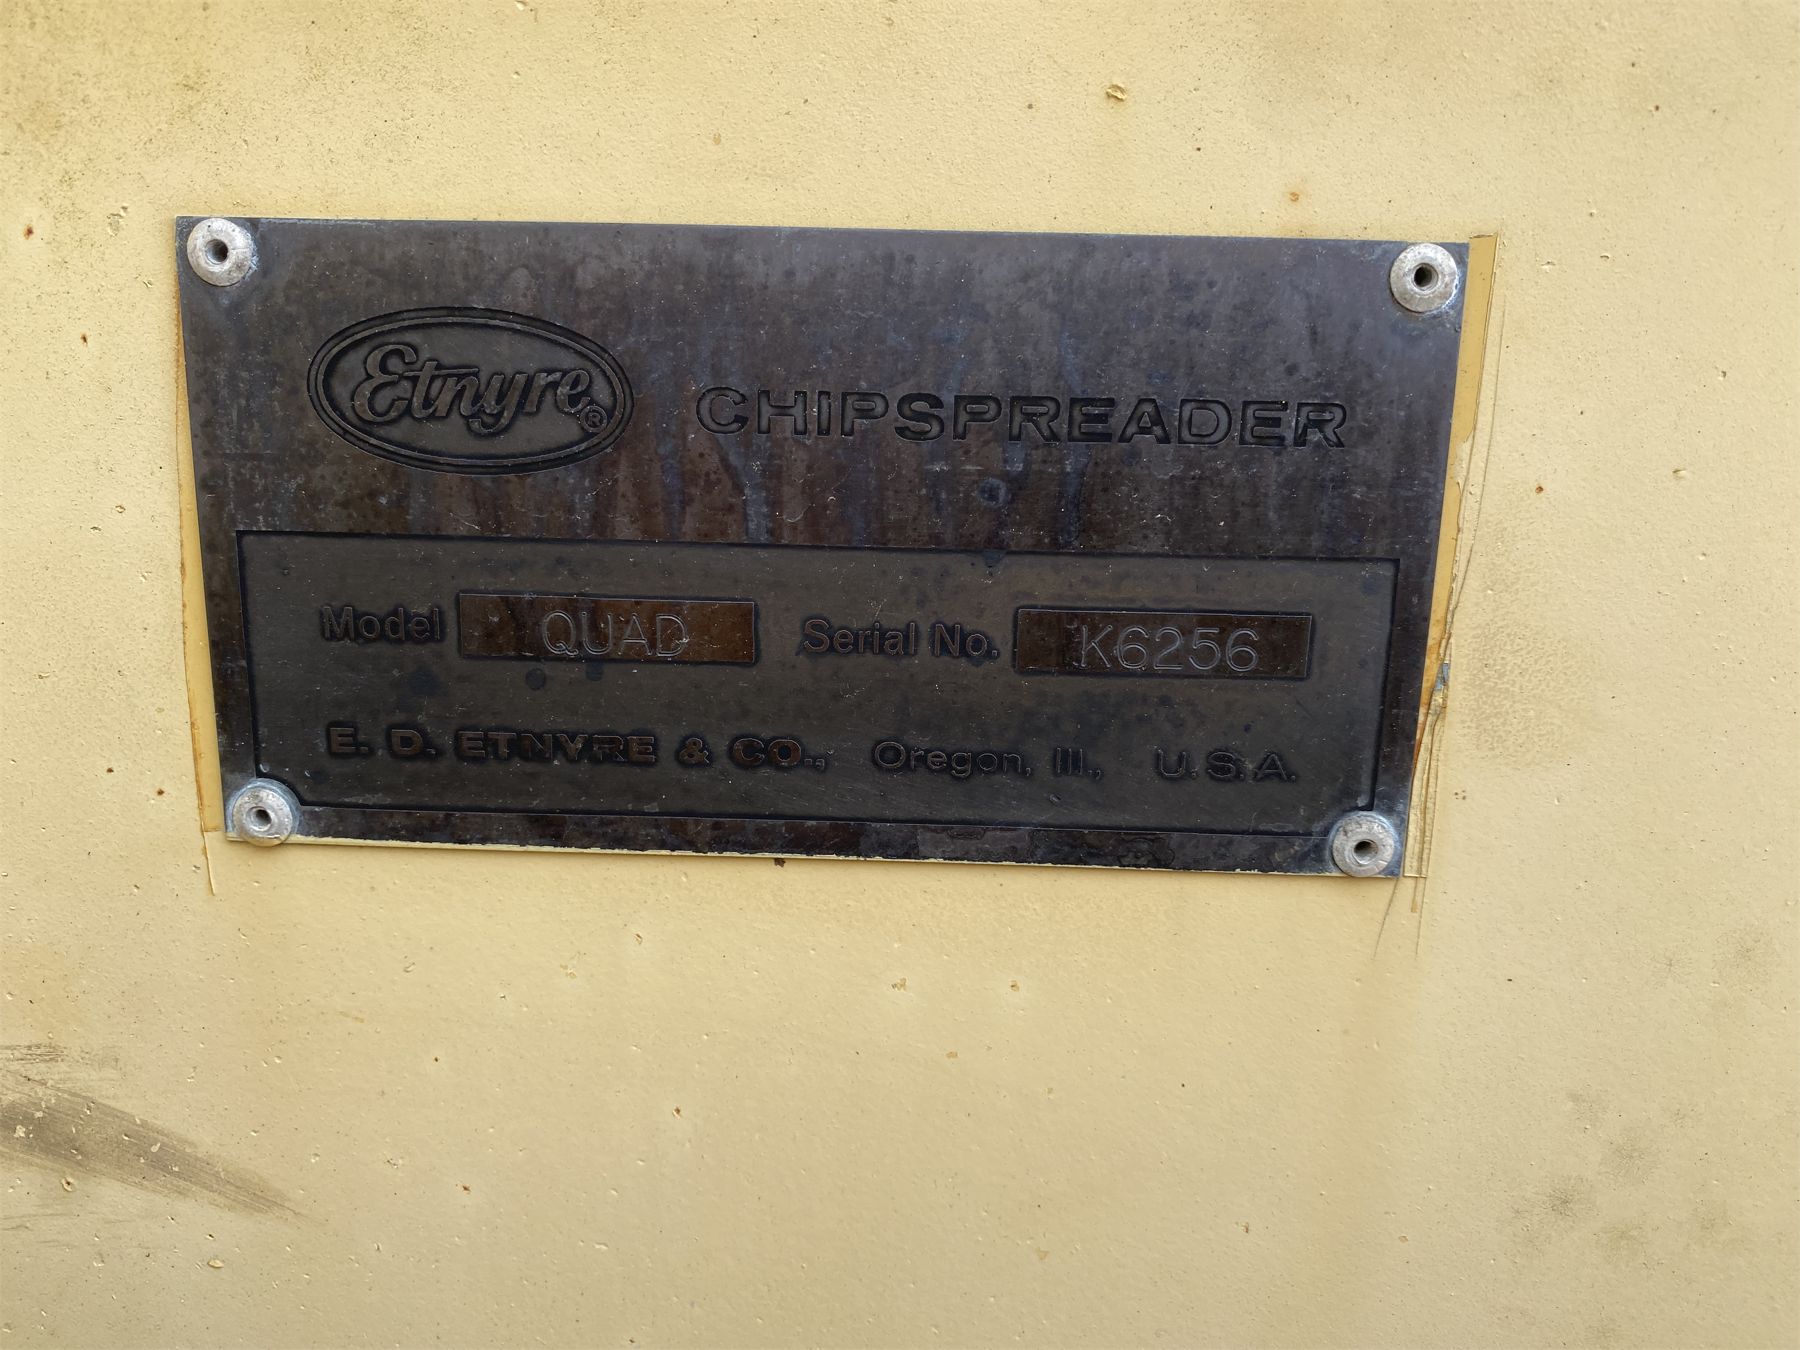 Etnyre® CHIPSPREADER
Model QUAD Serial No. K6256
E. D. ETNYRE & CO., Oregon, Ill., U.S.A.